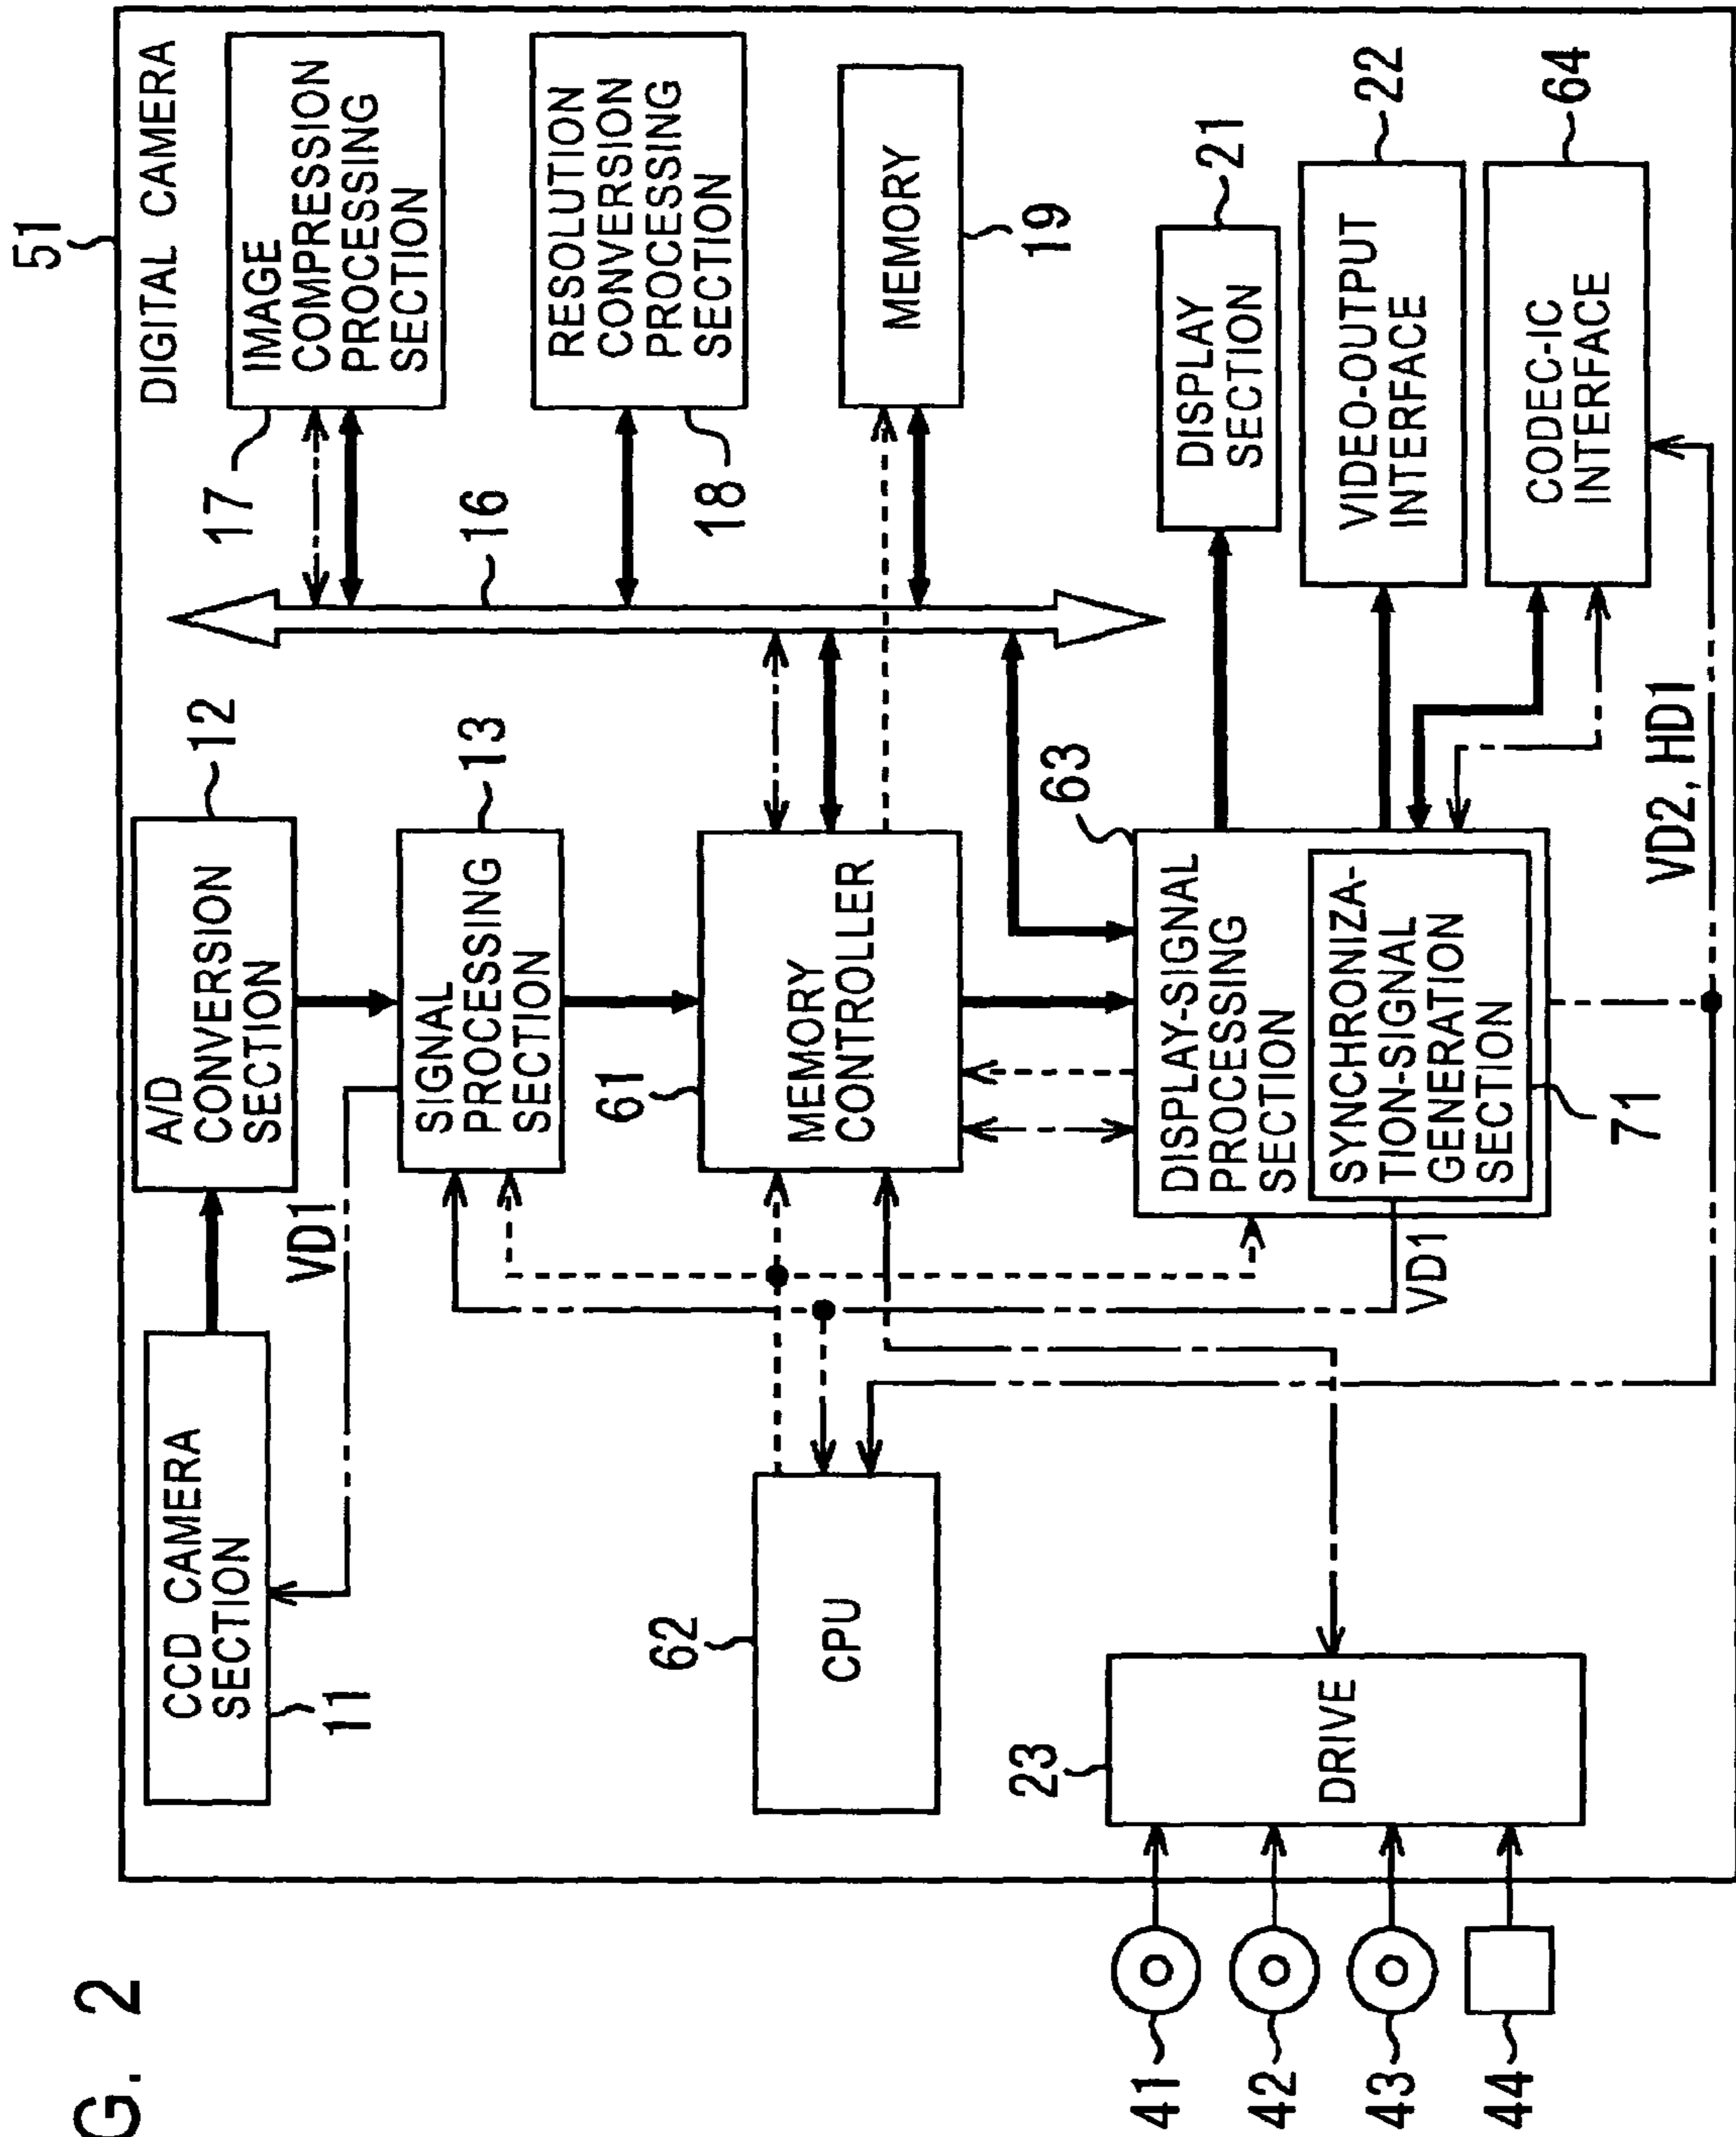 G. 2
51
DIGITAL CAMERA
CCD CAMERA
SECTION
11
A/D
CONVERSION
SECTION
12
IMAGE
COMPRESSION
PROCESSING
SECTION
17
VD1
SIGNAL
PROCESSING
SECTION
13
16
RESOLUTION
CONVERSION
PROCESSING
SECTION
18
62
CPU
61
MEMORY
CONTROLLER
MEMORY
19
23
DRIVE
41
42
43
44
63
DISPLAY-SIGNAL
PROCESSING
SECTION
SYNCHRONIZA-
TION-SIGNAL
GENERATION
SECTION
71
VD1
DISPLAY
SECTION
21
VIDEO-OUTPUT
INTERFACE
22
CODEC-IC
INTERFACE
64
VD2, HD1